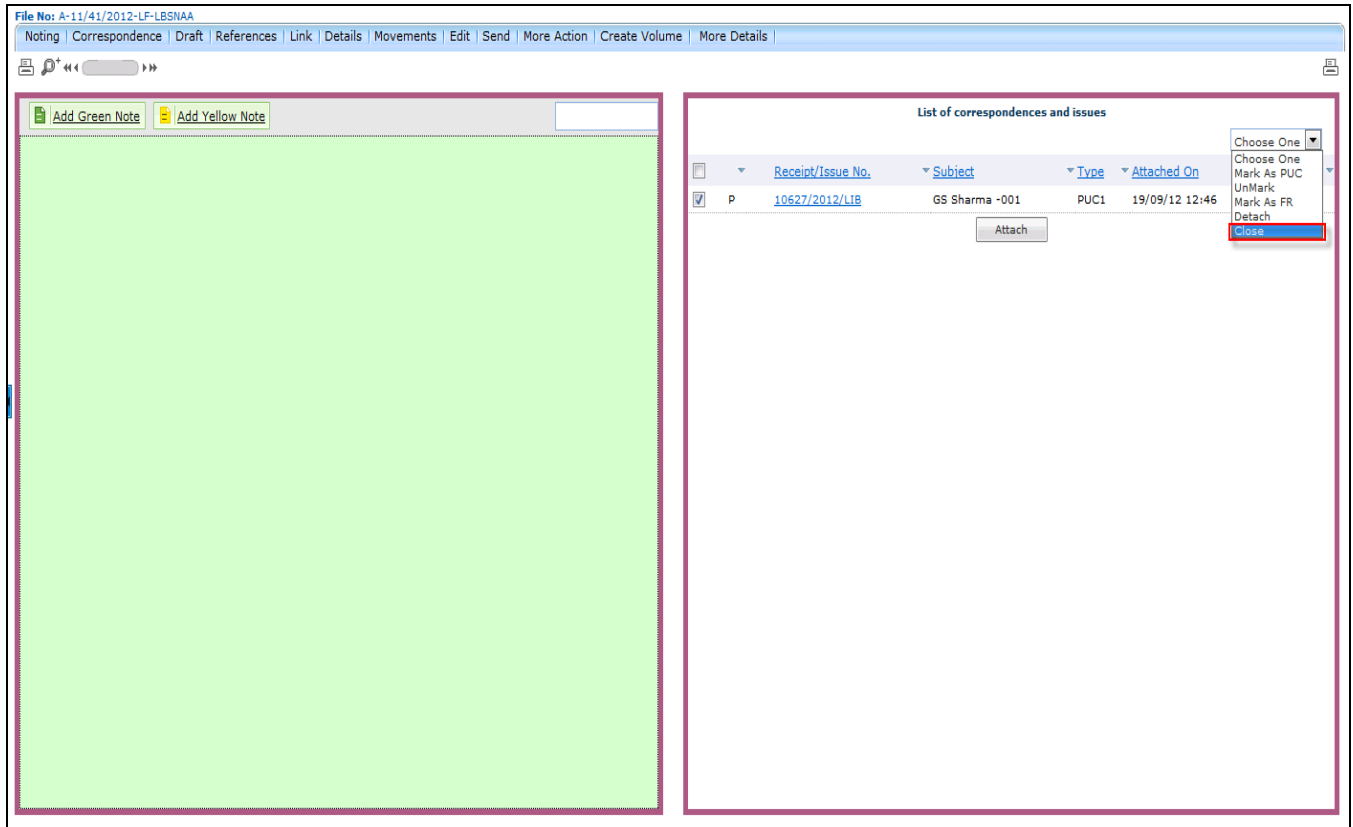 File No: A-11/41/2012-LF-LBSNAA
Noting | Correspondence | Draft | References | Link | Details | Movements | Edit | Send | More Action | Create Volume | More Details |
Add Green Note Add Yellow Note
List of correspondences and issues
Choose One
Receipt/Issue No. Subject Type Attached On
P 10627/2012/LIB GS Sharma -001 PUC1 19/09/12 12:46
Attach
Choose One
Mark As PUC
UnMark
Mark As FR
Detach
Close